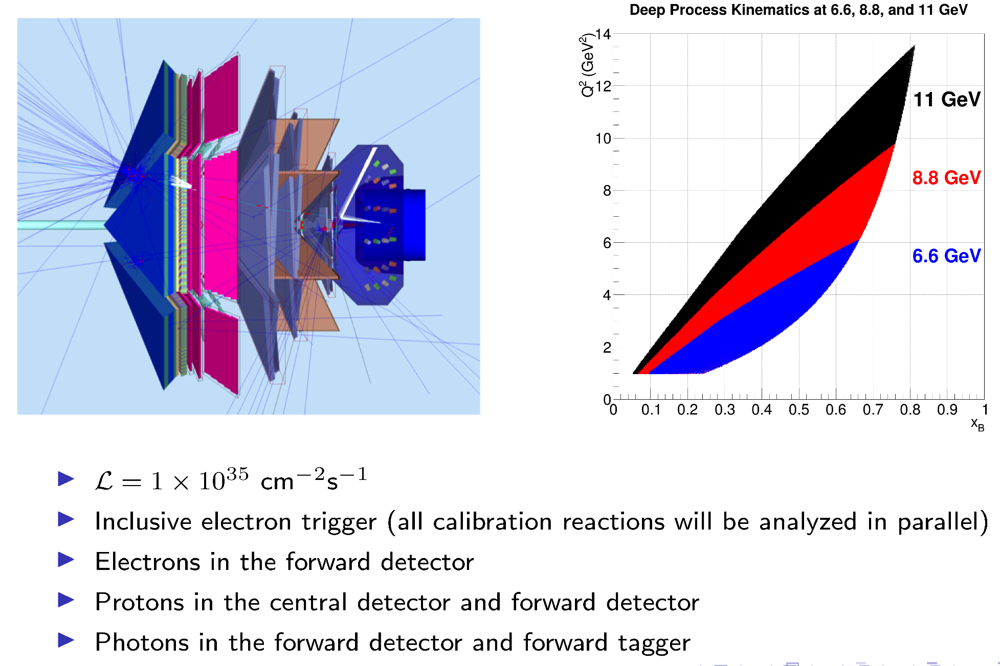 Deep Process Kinematics at 6.6, 8.8, and 11 GeV
Q² (GeV²)
14
12
10
8
6
4
2
0
11 GeV
8.8 GeV
6.6 GeV
0 0.1 0.2 0.3 0.4 0.5 0.6 0.7 0.8 0.9 1
x_B
▶ ℒ = 1 × 10³⁵ cm⁻²s⁻¹
▶ Inclusive electron trigger (all calibration reactions will be analyzed in parallel)
▶ Electrons in the forward detector
▶ Protons in the central detector and forward detector
▶ Photons in the forward detector and forward tagger